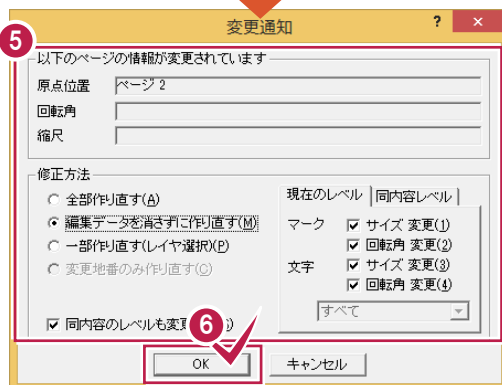 変更通知
? ×
5
以下のページの情報が変更されています
原点位置 ページ 2
回転角
縮尺
修正方法
全部作り直す(A)
編集データを消さずに作り直す(M)
一部作り直す(レイヤ選択)(P)
変更地番のみ作り直す(C)
同内容のレベルも変更
現在のレベル 同内容レベル
マーク サイズ 変更(1)
回転角 変更(2)
文字 サイズ 変更(3)
回転角 変更(4)
すべて
6
OK キャンセル